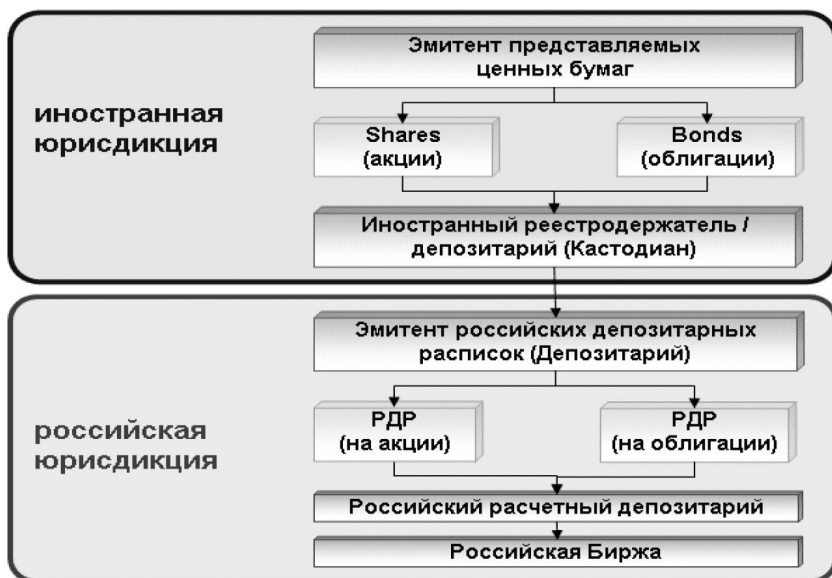 Эмитент представляемых
ценных бумаг
иностранная
юрисдикция
Shares
(акции)
Bonds
(облигации)
Иностранный реестродержатель /
депозитарий (Кастодиан)
Эмитент российских депозитарных
расписок (Депозитарий)
российская
юрисдикция
РДР
(на акции)
РДР
(на облигации)
Российский расчетный депозитарий
Российская Биржа